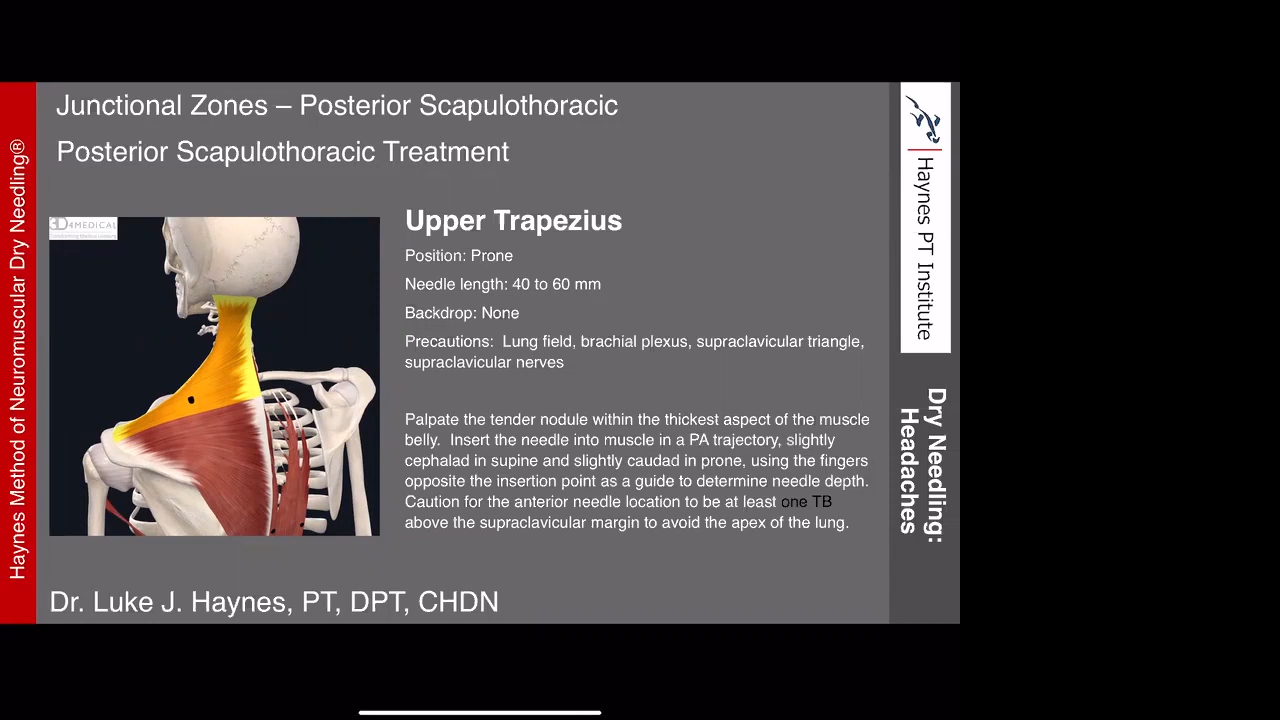 Haynes Method of Neuromuscular Dry Needling®
Junctional Zones – Posterior Scapulothoracic
Posterior Scapulothoracic Treatment
3D4MEDICAL
Upper Trapezius
Position: Prone
Needle length: 40 to 60 mm
Backdrop: None
Precautions:  Lung field, brachial plexus, supraclavicular triangle,
supraclavicular nerves
Palpate the tender nodule within the thickest aspect of the muscle
belly.  Insert the needle into muscle in a PA trajectory, slightly
cephalad in supine and slightly caudad in prone, using the fingers
opposite the insertion point as a guide to determine needle depth.
Caution for the anterior needle location to be at least one TB
above the supraclavicular margin to avoid the apex of the lung.
Dr. Luke J. Haynes, PT, DPT, CHDN
Haynes PT Institute
Dry Needling:
Headaches